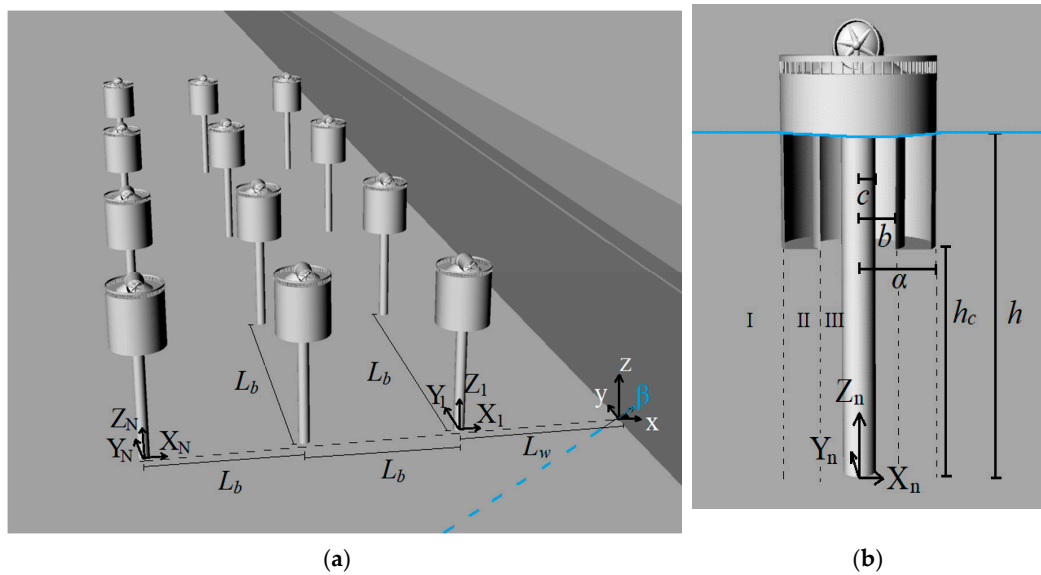 L_b
L_b
Z_N
Y_N
X_N
Y_1
Z_1
X_1
z
y
β
x
L_b
L_b
L_w
(a)
c
b
α
I
II
III
h_c
h
Z_n
Y_n
X_n
(b)